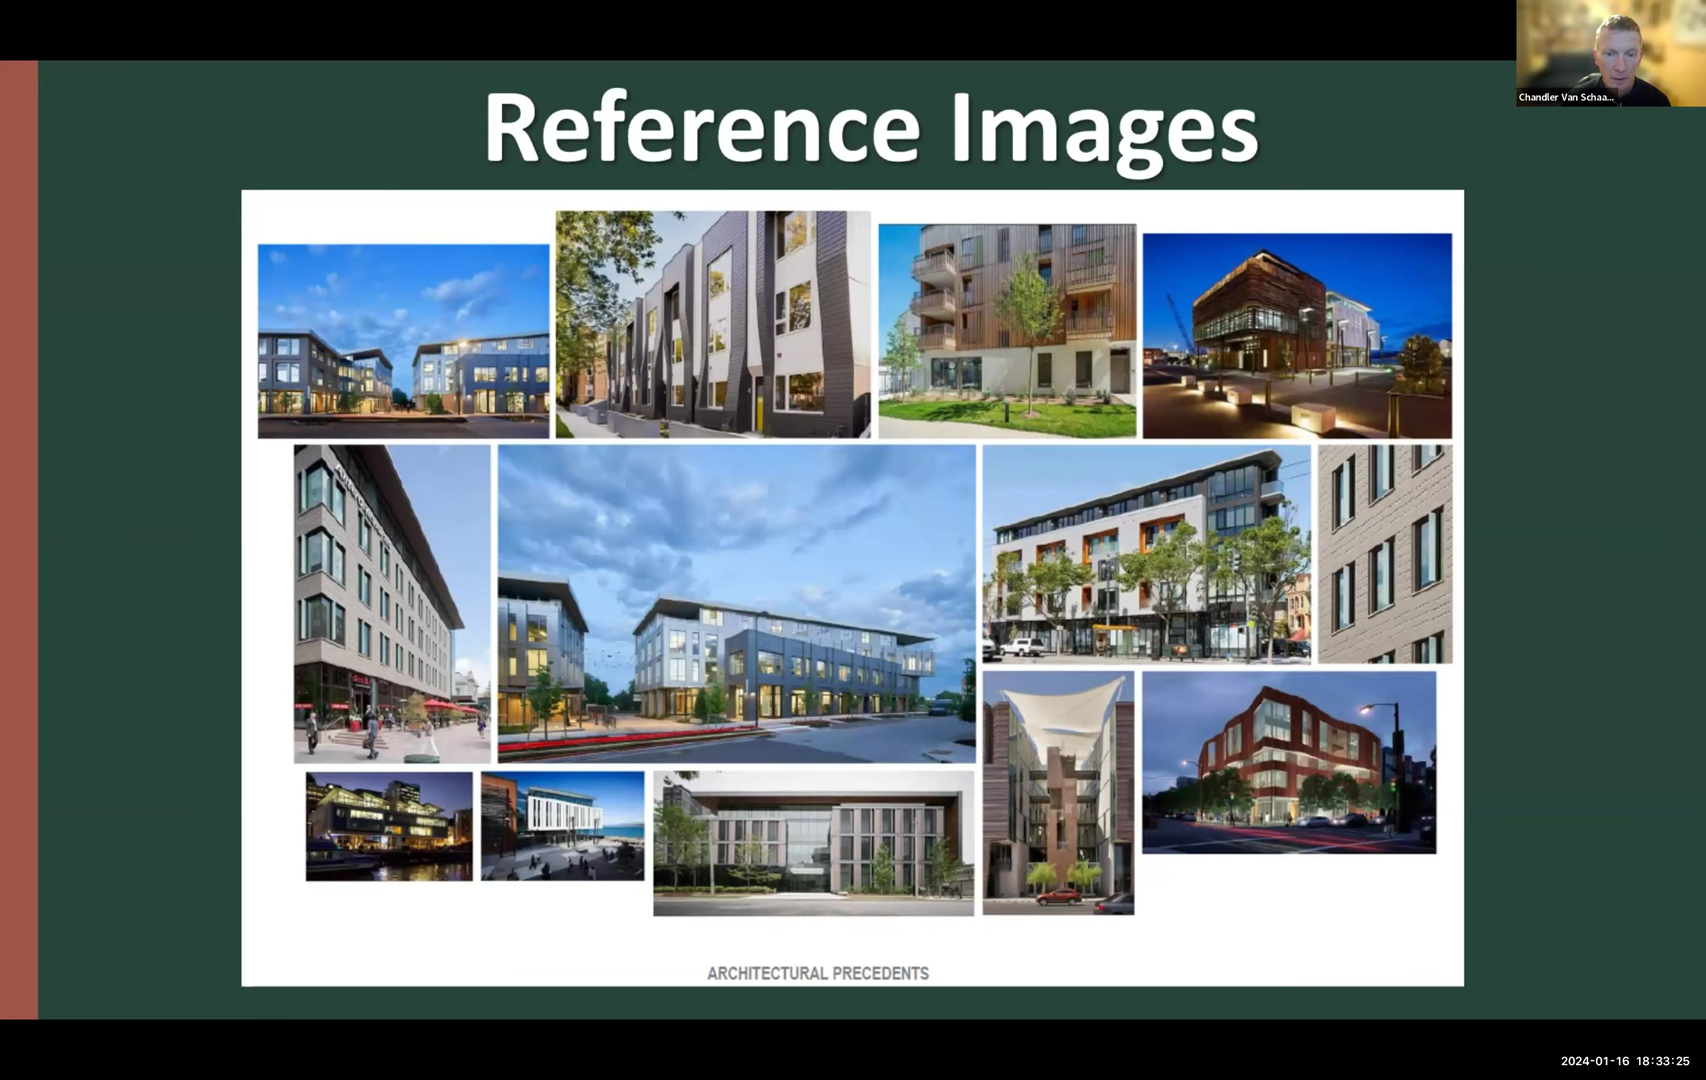 Reference Images
Chandler Van Schaa...
ARCHITECTURAL PRECEDENTS
2024-01-16 18:33:25